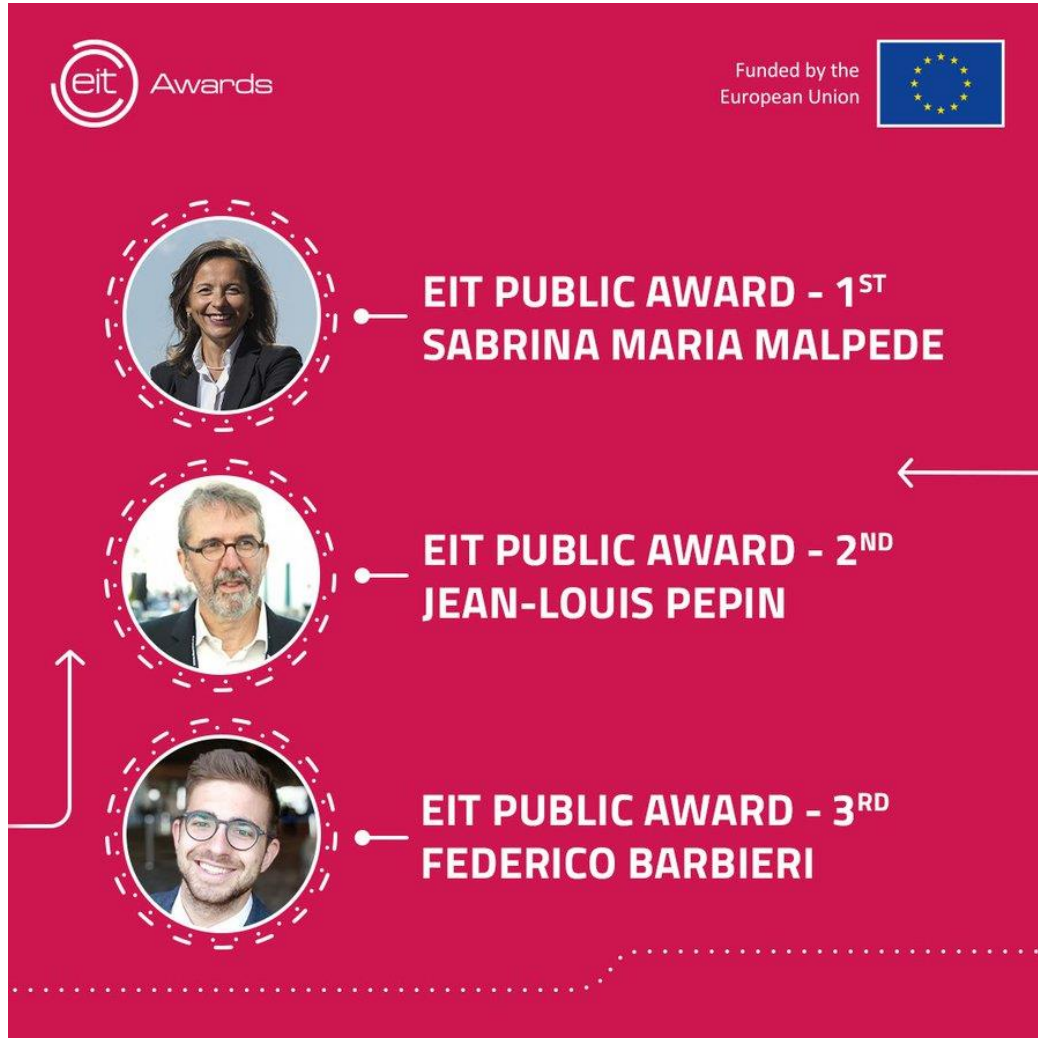 eit Awards
Funded by the
European Union
EIT PUBLIC AWARD - 1ST
SABRINA MARIA MALPEDE
EIT PUBLIC AWARD - 2ND
JEAN-LOUIS PEPIN
EIT PUBLIC AWARD - 3RD
FEDERICO BARBIERI